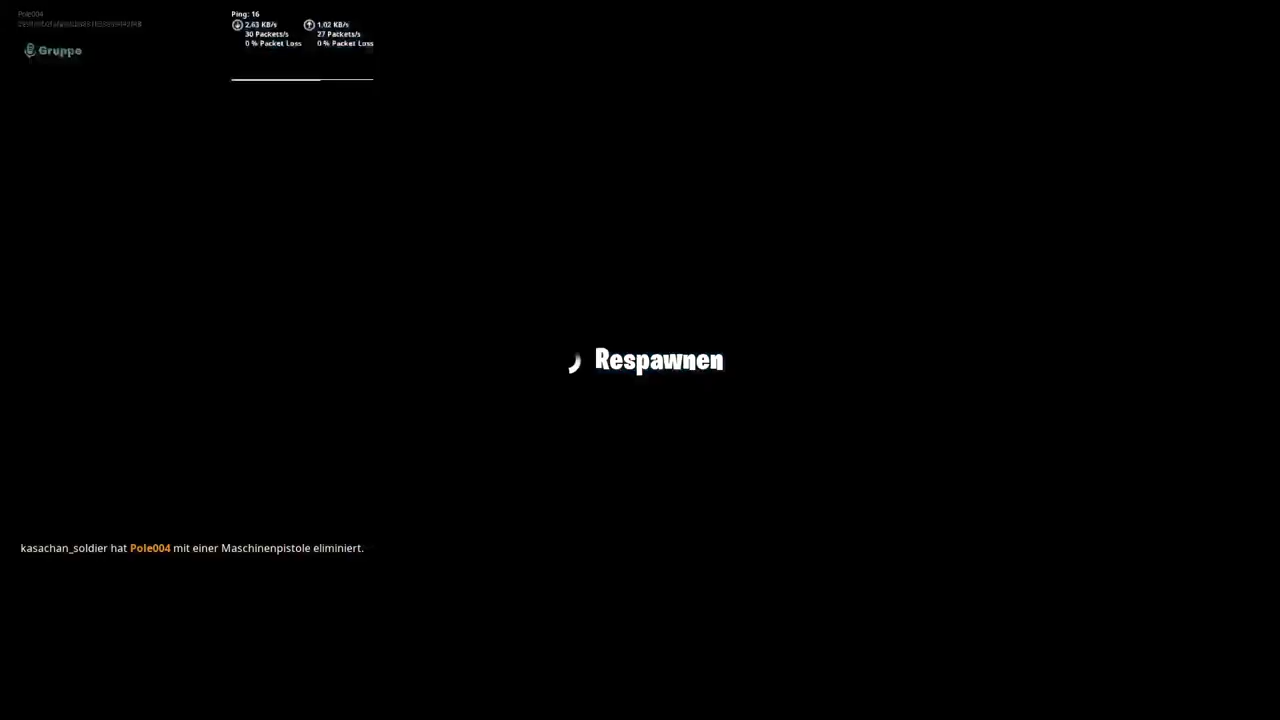 Pole004
Ping: 16
2.63 KB/s 1.02 KB/s
30 Packets/s 27 Packets/s
0 % Packet Loss 0 % Packet Loss
Gruppe
Respawnen
kasachan_soldier hat Pole004 mit einer Maschinenpistole eliminiert.